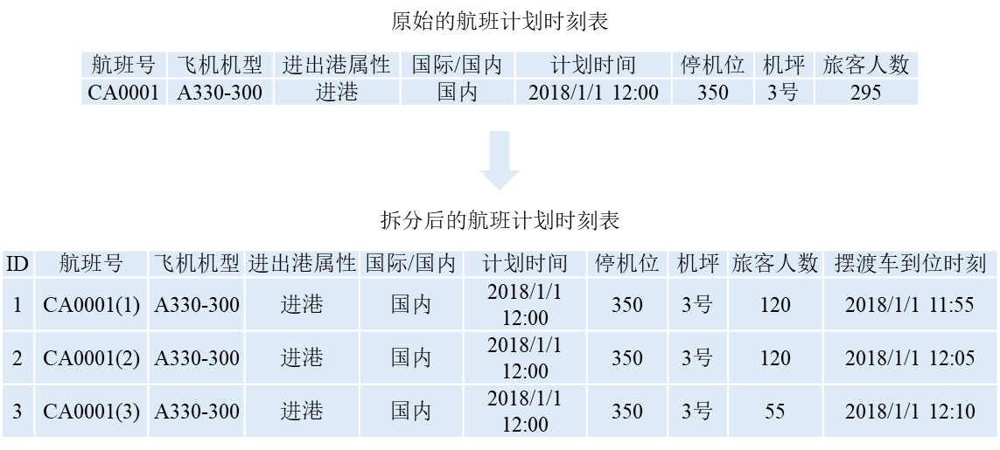 原始的航班计划时刻表
航班号 飞机机型 进出港属性 国际/国内 计划时间 停机位 机坪 旅客人数
CA0001 A330-300 进港 国内 2018/1/1 12:00 350 3号 295
拆分后的航班计划时刻表
ID 航班号 飞机机型 进出港属性 国际/国内 计划时间 停机位 机坪 旅客人数 摆渡车到位时刻
1 CA0001(1) A330-300 进港 国内 2018/1/1 12:00 350 3号 120 2018/1/1 11:55
2 CA0001(2) A330-300 进港 国内 2018/1/1 12:00 350 3号 120 2018/1/1 12:05
3 CA0001(3) A330-300 进港 国内 2018/1/1 12:00 350 3号 55 2018/1/1 12:10